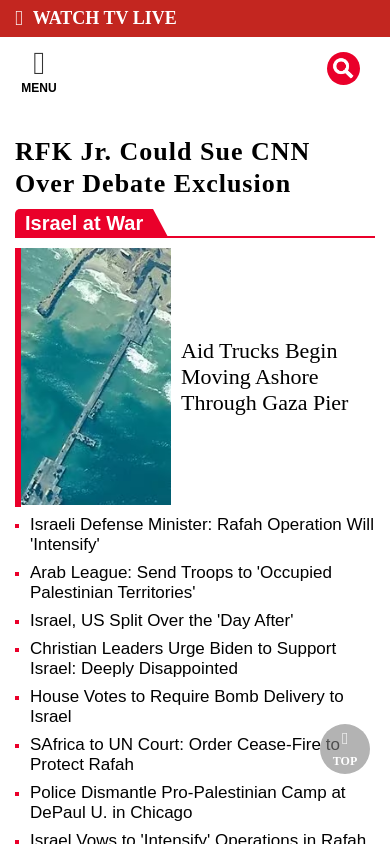 WATCH TV LIVE
MENU
RFK Jr. Could Sue CNN
Over Debate Exclusion
Israel at War
Aid Trucks Begin
Moving Ashore
Through Gaza Pier
Israeli Defense Minister: Rafah Operation Will
'Intensify'
Arab League: Send Troops to 'Occupied
Palestinian Territories'
Israel, US Split Over the 'Day After'
Christian Leaders Urge Biden to Support
Israel: Deeply Disappointed
House Votes to Require Bomb Delivery to
Israel
SAfrica to UN Court: Order Cease-Fire to
Protect Rafah
TOP
Police Dismantle Pro-Palestinian Camp at
DePaul U. in Chicago
Israel Vows to 'Intensify' Operations in Rafah